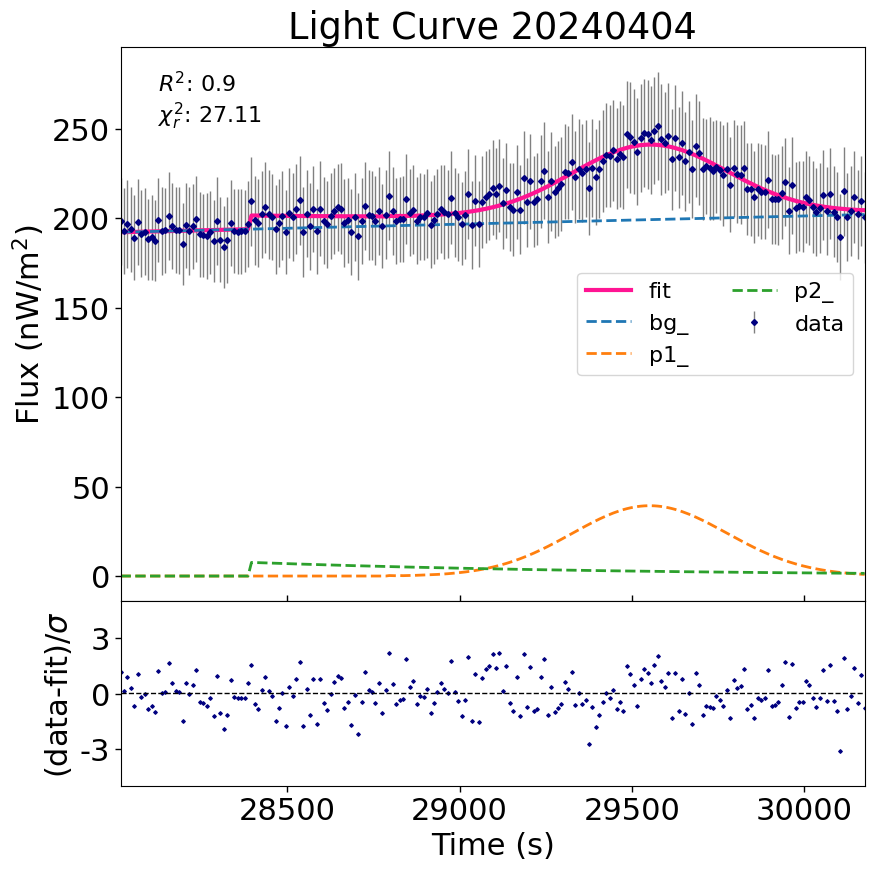 Light Curve 20240404
R²: 0.9
χ²ᵣ: 27.11
Flux (nW/m²)
250
200
150
100
50
0
fit
bg_
p1_
p2_
data
(data-fit)/σ
3
0
-3
28500 29000 29500 30000
Time (s)